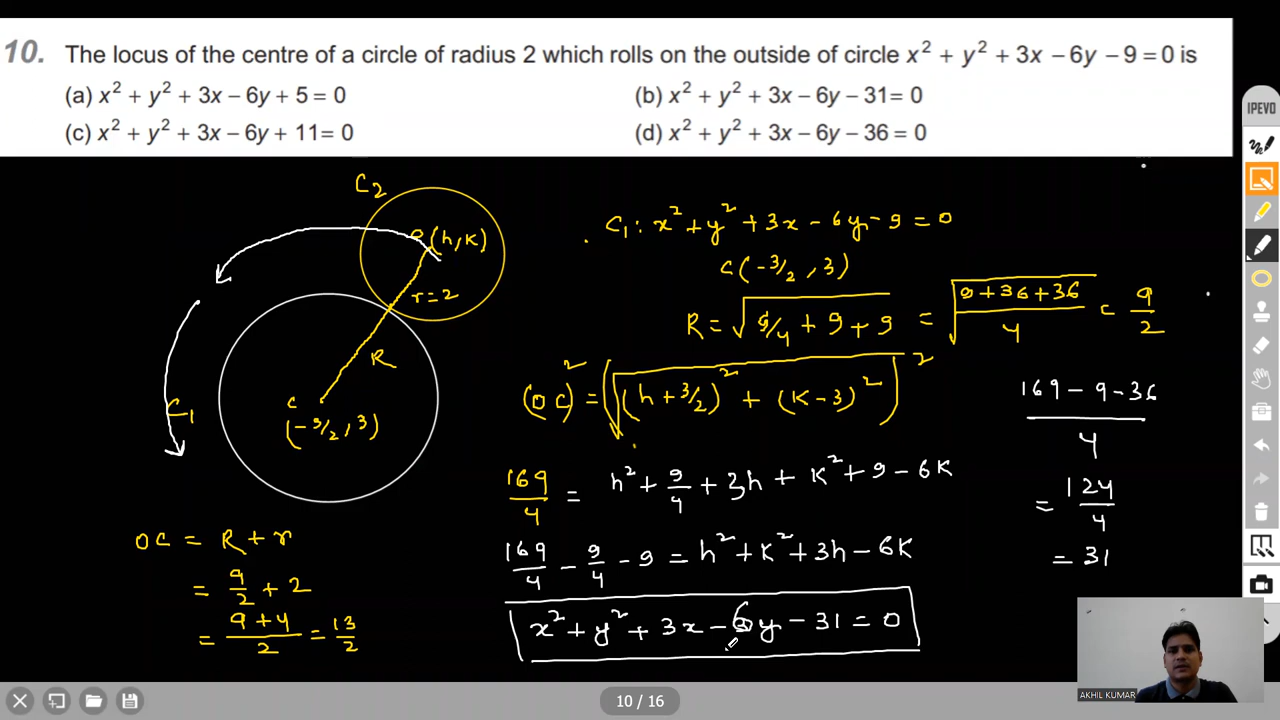 10. The locus of the centre of a circle of radius 2 which rolls on the outside of circle x² + y² + 3x − 6y − 9 = 0 is
(a) x² + y² + 3x − 6y + 5 = 0
(b) x² + y² + 3x − 6y − 31 = 0
(c) x² + y² + 3x − 6y + 11 = 0
(d) x² + y² + 3x − 6y − 36 = 0
IPEVO
C₂
O (h, k)
r = 2
R
C
(−3/2, 3)
C₁
OC = R + r
= 9/2 + 2
= (9 + 4)/2 = 13/2
C₁ : x² + y² + 3x − 6y − 9 = 0
C(−3/2, 3)
R = √(9/4 + 9 + 9) = √((9 + 36 + 36)/4) = 9/2
(OC)² = (√((h + 3/2)² + (k − 3)²))²
169/4 = h² + 9/4 + 3h + k² + 9 − 6k
169/4 − 9/4 − 9 = h² + k² + 3h − 6k
x² + y² + 3x − 6y − 31 = 0
(169 − 9 − 36)/4
= 124/4
= 31
AKHIL KUMAR
10 / 16